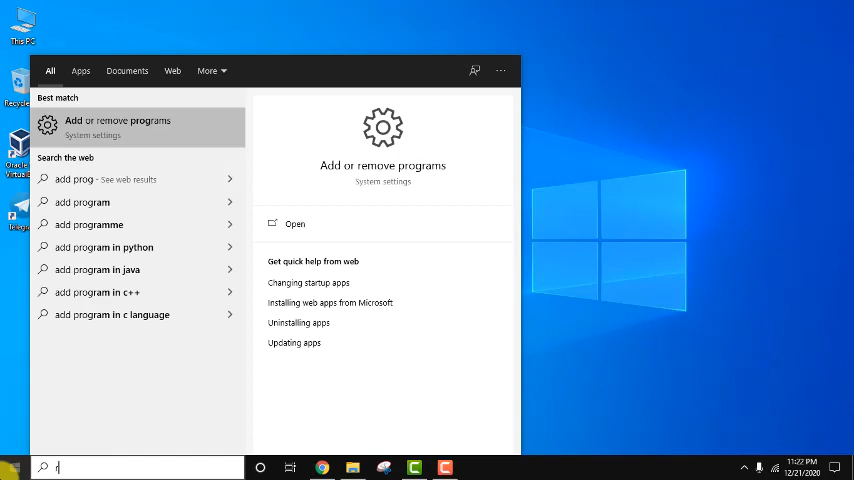 This PC
Recycle
Oracle
VirtualB
Telegra
All Apps Documents Web More
Best match
Add or remove programs
System settings
Search the web
add prog - See web results
add program
add programme
add program in python
add program in java
add program in c++
add program in c language
Add or remove programs
System settings
Open
Get quick help from web
Changing startup apps
Installing web apps from Microsoft
Uninstalling apps
Updating apps
r
11:22 PM
12/21/2020